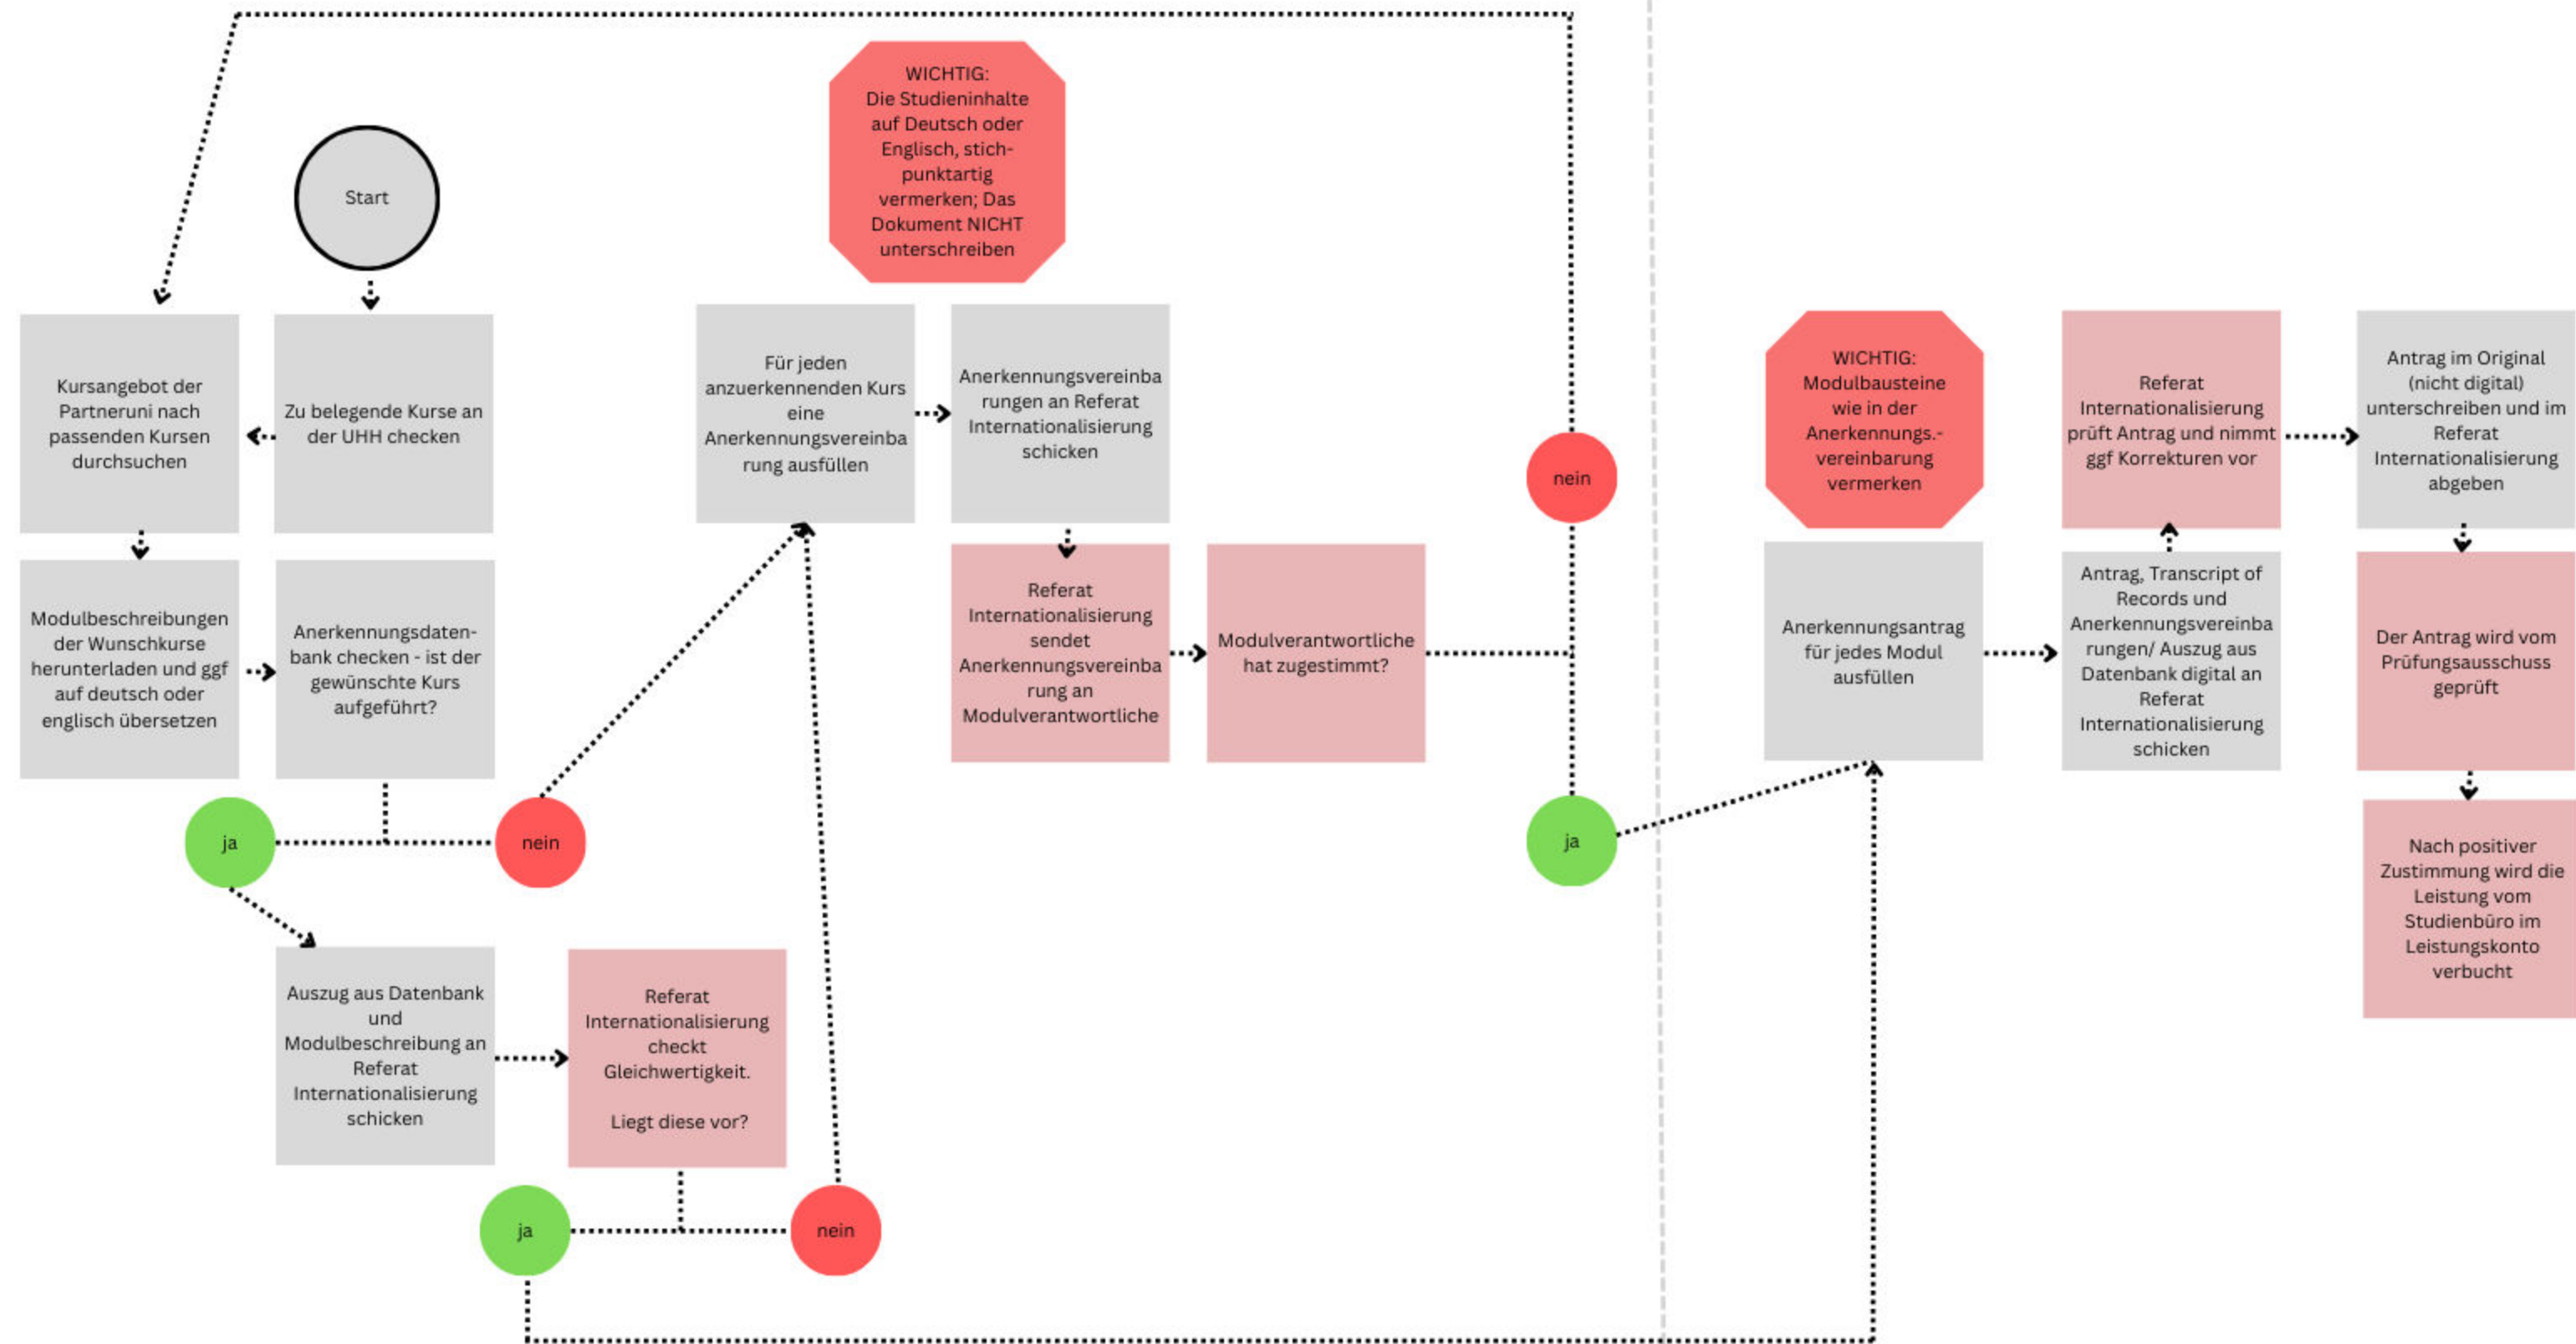 Start
Zu belegende Kurse an
der UHH checken
Kursangebot der
Partneruni nach
passenden Kursen
durchsuchen
Modulbeschreibungen
der Wunschkurse
herunterladen und ggf
auf deutsch oder
englisch übersetzen
Anerkennungsdaten-
bank checken - ist der
gewünschte Kurs
aufgeführt?
ja
nein
Auszug aus Datenbank
und
Modulbeschreibung an
Referat
Internationalisierung
schicken
Referat
Internationalisierung
checkt
Gleichwertigkeit.
Liegt diese vor?
ja
nein
WICHTIG:
Die Studieninhalte
auf Deutsch oder
Englisch, stich-
punktartig
vermerken; Das
Dokument NICHT
unterschreiben
Für jeden
anzuerkennenden Kurs
eine
Anerkennungsvereinba
rung ausfüllen
Anerkennungsvereinba
rungen an Referat
Internationalisierung
schicken
Referat
Internationalisierung
sendet
Anerkennungsvereinba
rung an
Modulverantwortliche
Modulverantwortliche
hat zugestimmt?
nein
ja
WICHTIG:
Modulbausteine
wie in der
Anerkennungs.-
vereinbarung
vermerken
Anerkennungsantrag
für jedes Modul
ausfüllen
Antrag, Transcript of
Records und
Anerkennungsvereinba
rungen/ Auszug aus
Datenbank digital an
Referat
Internationalisierung
schicken
Referat
Internationalisierung
prüft Antrag und nimmt
ggf Korrekturen vor
Antrag im Original
(nicht digital)
unterschreiben und im
Referat
Internationalisierung
abgeben
Der Antrag wird vom
Prüfungsausschuss
geprüft
Nach positiver
Zustimmung wird die
Leistung vom
Studienbüro im
Leistungskonto
verbucht